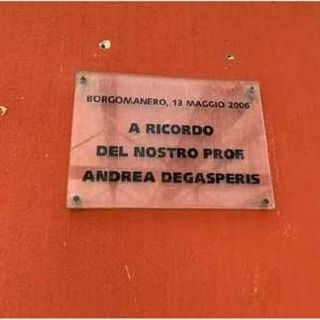 BORGOMANERO, 13 MAGGIO 2006
A RICORDO
DEL NOSTRO PROF.
ANDREA DEGASPERIS